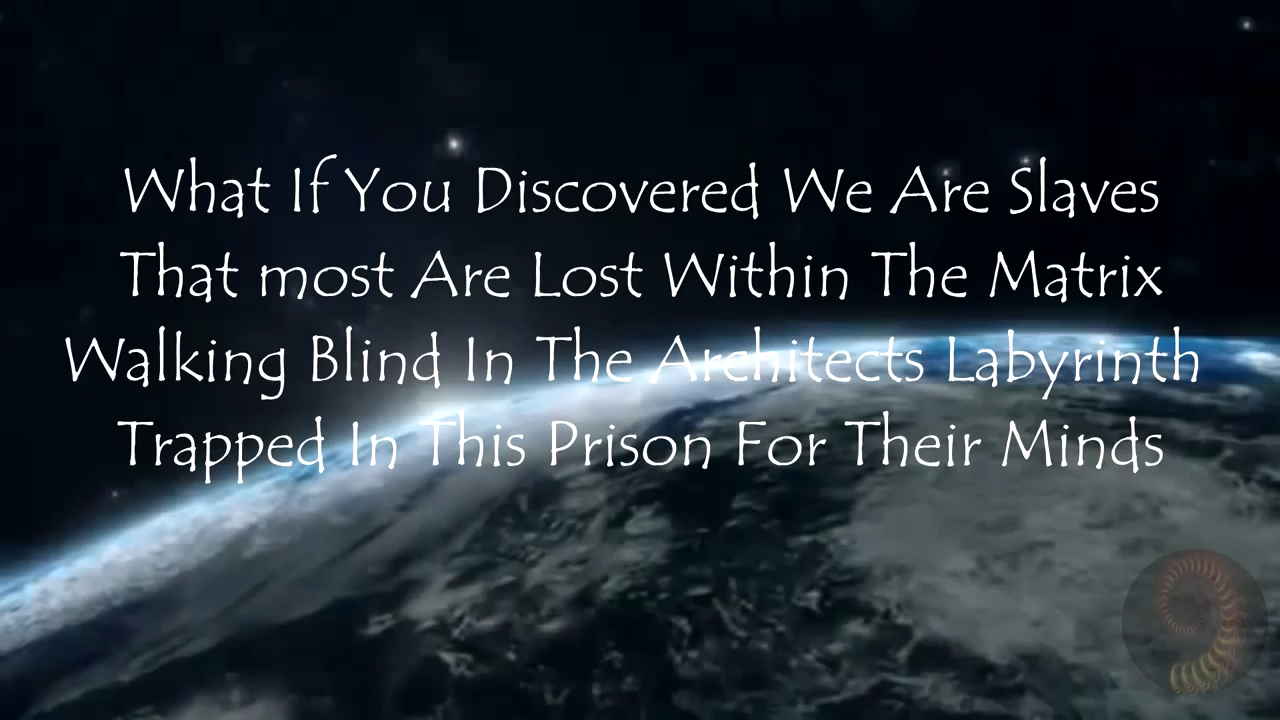 What If You Discovered We Are Slaves
That most Are Lost Within The Matrix
Walking Blind In The Architects Labyrinth
Trapped In This Prison For Their Minds